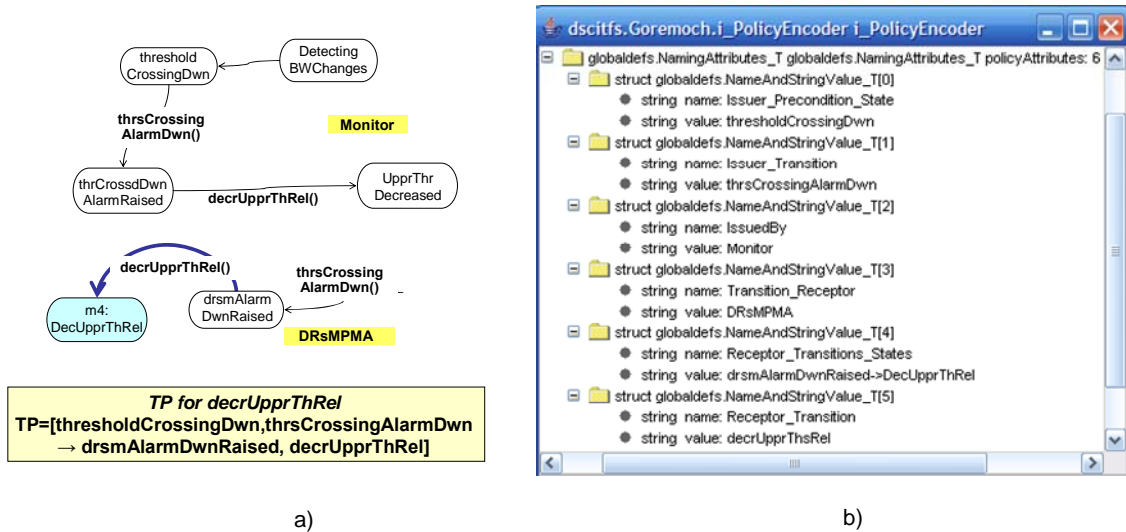 threshold
CrossingDwn
Detecting
BWChanges
thrsCrossing
AlarmDwn()
Monitor
thrCrossdDwn
AlarmRaised
decrUpprThRel()
UpprThr
Decreased
decrUpprThRel()
thrsCrossing
AlarmDwn()
m4:
DecUpprThRel
drsmAlarm
DwnRaised
DRsMPMA
TP for decrUpprThRel
TP=[thresholdCrossingDwn,thrsCrossingAlarmDwn
→ drsmAlarmDwnRaised, decrUpprThRel]
a)
dscitfs.Goremoch.i_PolicyEncoder i_PolicyEncoder
globaldefs.NamingAttributes_T globaldefs.NamingAttributes_T policyAttributes: 6
struct globaldefs.NameAndStringValue_T[0]
string name: Issuer_Precondition_State
string value: thresholdCrossingDwn
struct globaldefs.NameAndStringValue_T[1]
string name: Issuer_Transition
string value: thrsCrossingAlarmDwn
struct globaldefs.NameAndStringValue_T[2]
string name: IssuedBy
string value: Monitor
struct globaldefs.NameAndStringValue_T[3]
string name: Transition_Receptor
string value: DRsMPMA
struct globaldefs.NameAndStringValue_T[4]
string name: Receptor_Transitions_States
string value: drsmAlarmDwnRaised->DecUpprThRel
struct globaldefs.NameAndStringValue_T[5]
string name: Receptor_Transition
string value: decrUpprThsRel
b)